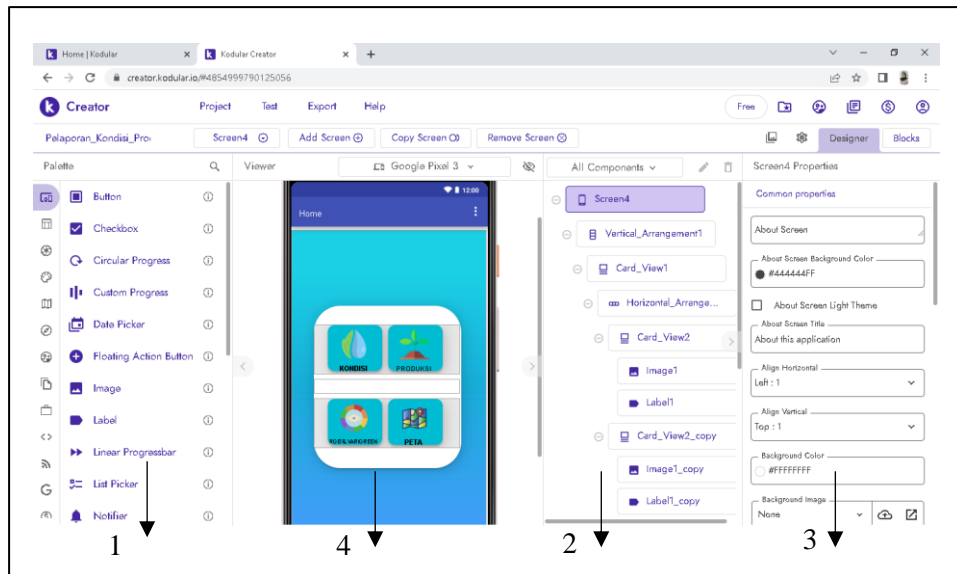 Home | Kodular
Kodular Creator
creator.kodular.io/#4854999790125056
Creator
Project
Test
Export
Help
Free
Pelaporan_Kondisi_Pro
Screen4
Add Screen
Copy Screen
Remove Screen
Designer
Blocks
Palette
Viewer
Google Pixel 3
All Components
Screen4 Properties
Button
Checkbox
Circular Progress
Custom Progress
Date Picker
Floating Action Button
Image
Label
Linear Progressbar
List Picker
Notifier
12:00
Home
KONDISI
PRODUKSI
PETA
Screen4
Vertical_Arrangement1
Card_View1
Horizontal_Arrange...
Card_View2
Image1
Label1
Card_View2_copy
Image1_copy
Label1_copy
Common properties
About Screen
About Screen Background Color
#444444FF
About Screen Light Theme
About Screen Title
About this application
Align Horizontal
Left : 1
Align Vertical
Top : 1
Background Color
#FFFFFFFF
Background Image
None
1
4
2
3